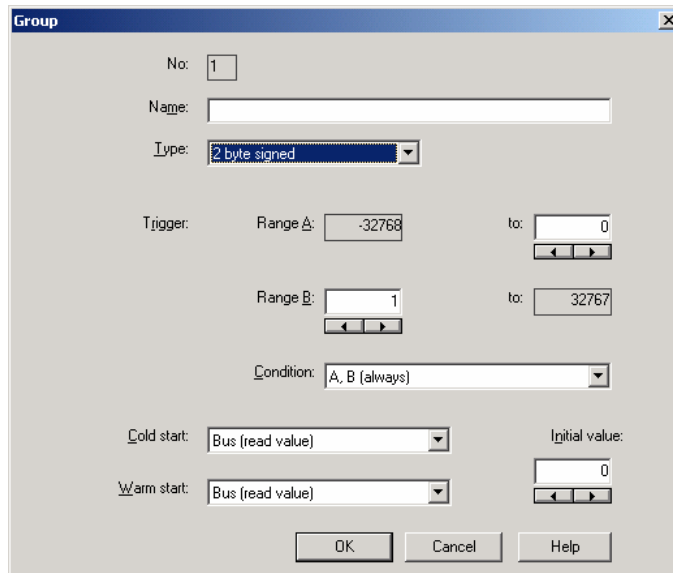 Group
No: 1
Name:
Type: 2 byte signed
Trigger: Range A: -32768 to: 0
Range B: 1 to: 32767
Condition: A, B (always)
Cold start: Bus (read value) Initial value:
0
Warm start: Bus (read value)
OK Cancel Help